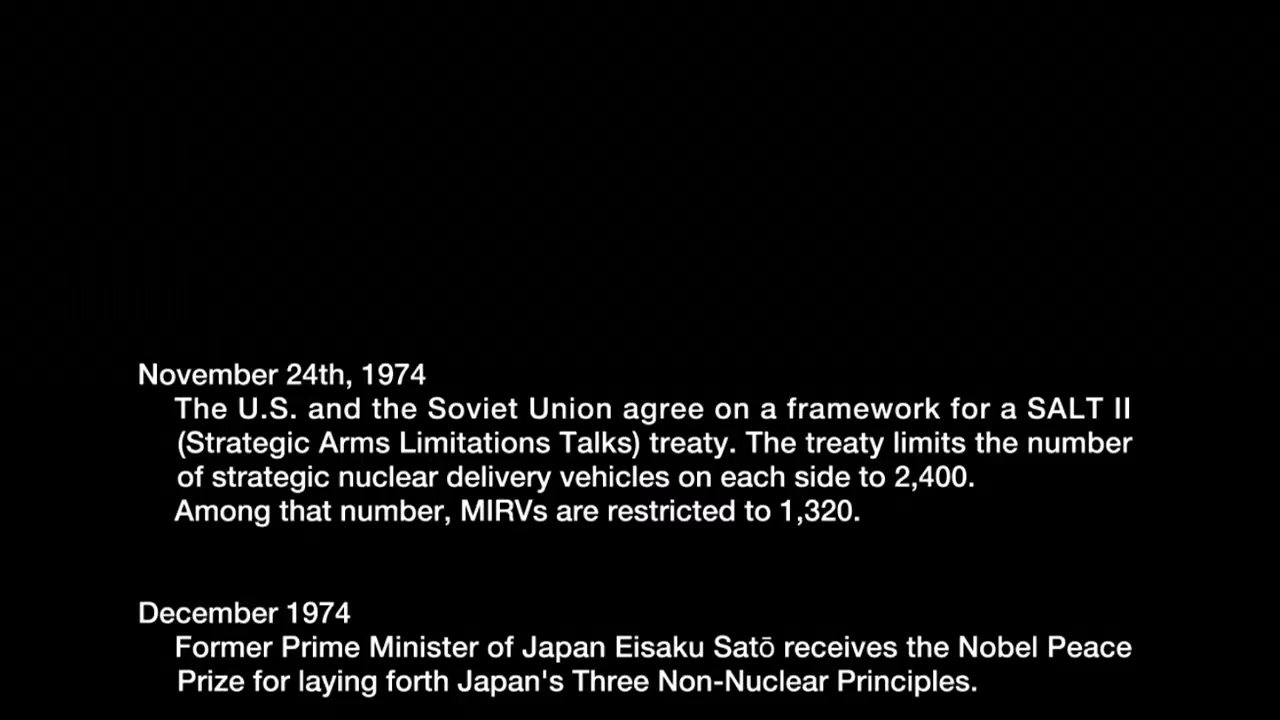 November 24th, 1974
The U.S. and the Soviet Union agree on a framework for a SALT II
(Strategic Arms Limitations Talks) treaty. The treaty limits the number
of strategic nuclear delivery vehicles on each side to 2,400.
Among that number, MIRVs are restricted to 1,320.
December 1974
Former Prime Minister of Japan Eisaku Satō receives the Nobel Peace
Prize for laying forth Japan's Three Non-Nuclear Principles.